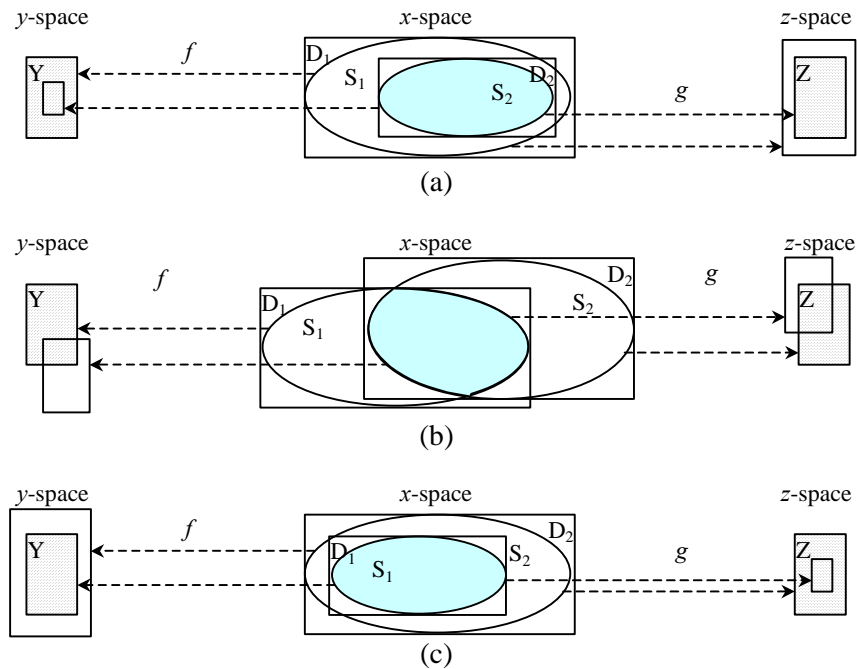 y-space x-space z-space
f D₁ Y S₁ D₂ S₂ g Z
(a)
y-space x-space z-space
f g
Y D₁ S₁ D₂ S₂ Z
(b)
y-space x-space z-space
f g
Y D₁ S₁ S₂ D₂ Z
(c)